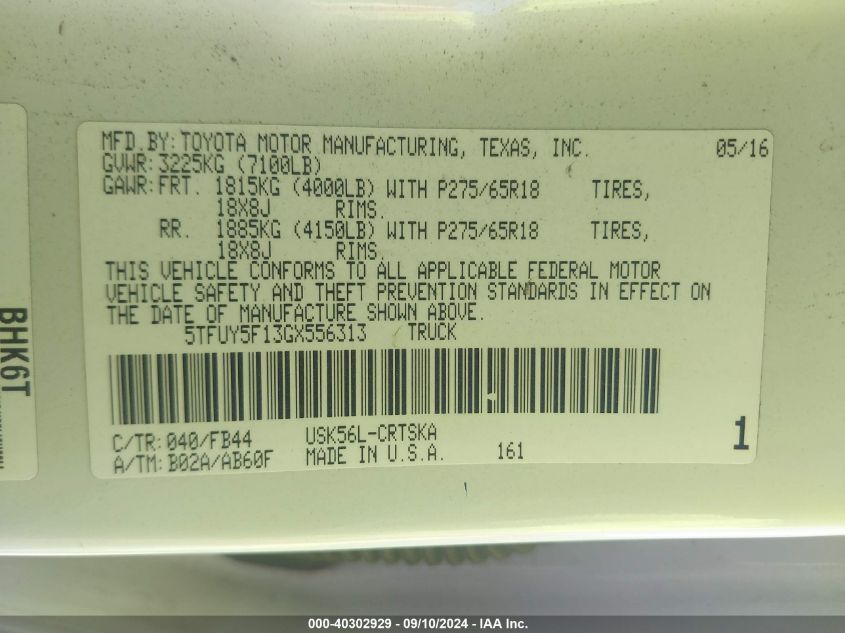 MFD.BY:TOYOTA MOTOR MANUFACTURING, TEXAS, INC. 05/16
GVWR:3225KG (7100LB)
GAWR:FRT. 1815KG (4000LB) WITH P275/65R18 TIRES,
18X8J RIMS.
RR. 1885KG (4150LB) WITH P275/65R18 TIRES,
18X8J RIMS.
THIS VEHICLE CONFORMS TO ALL APPLICABLE FEDERAL MOTOR
VEHICLE SAFETY AND THEFT PREVENTION STANDARDS IN EFFECT ON
THE DATE OF MANUFACTURE SHOWN ABOVE.
5TFUY5F13GX556313 TRUCK
C/TR:040/FB44 USK56L-CRTSKA
A/TM:B02A/AB60F MADE IN U.S.A. 161
1
BHK6T
000-40302929 - 09/10/2024 - IAA Inc.